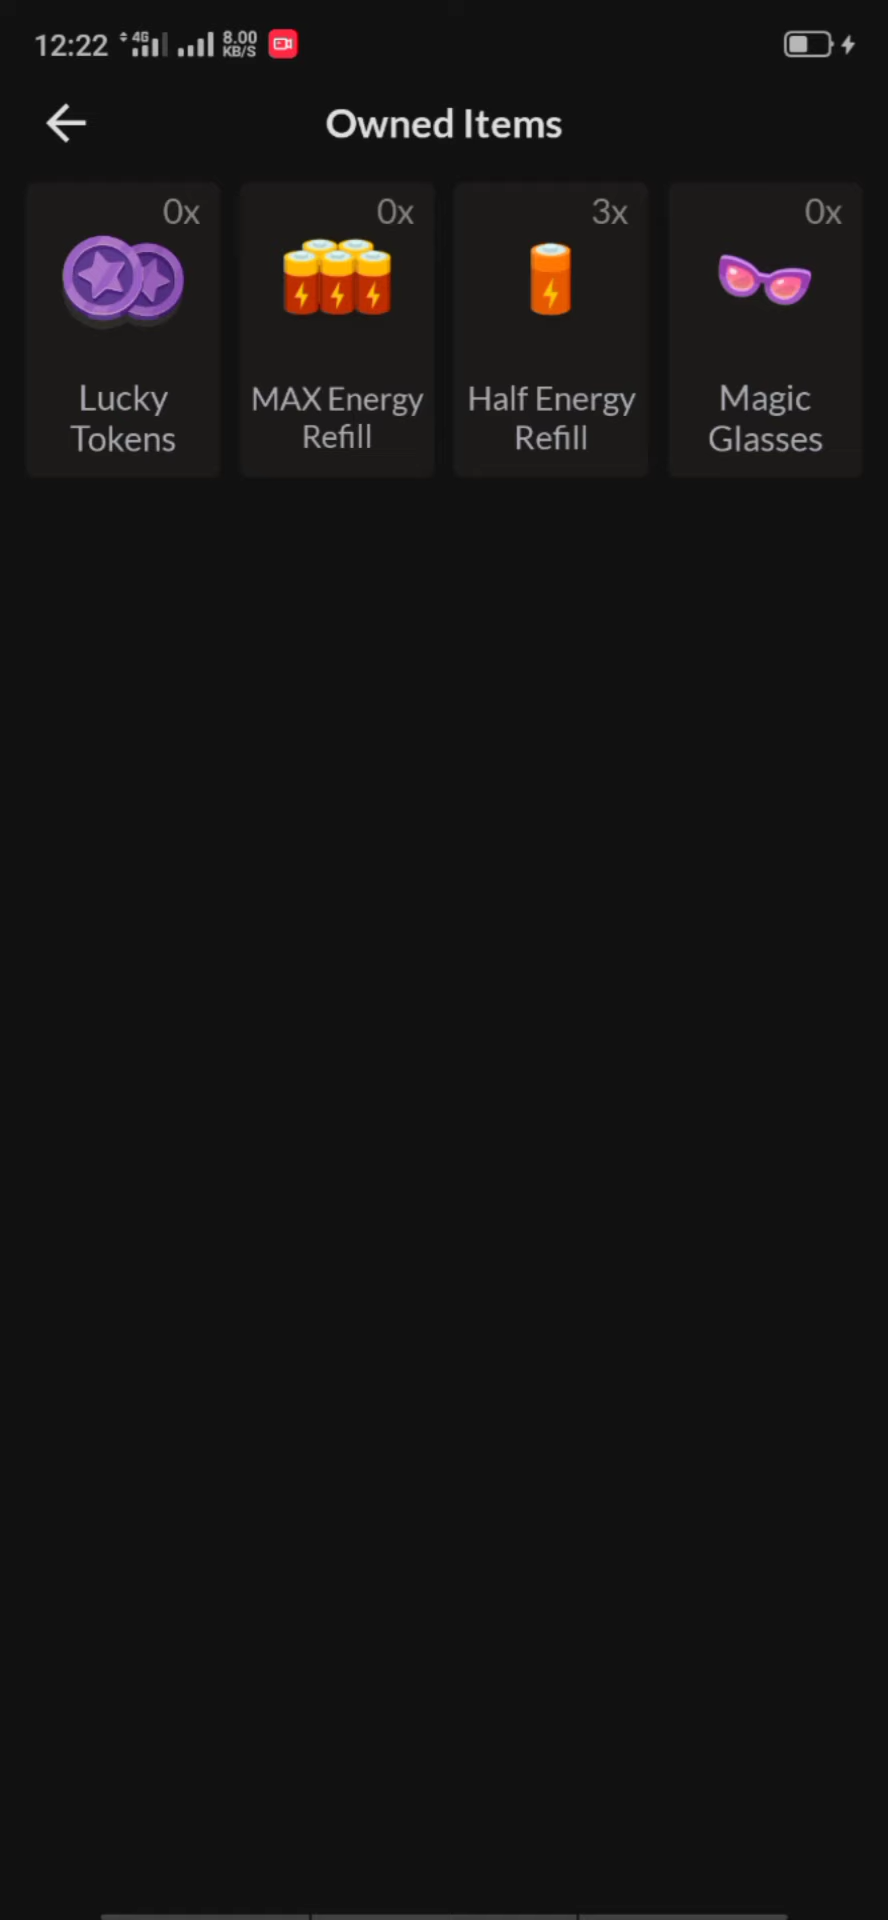 12:22 4G 8.00 KB/S
Owned Items
0x 0x 3x 0x
Lucky Tokens
MAX Energy Refill
Half Energy Refill
Magic Glasses